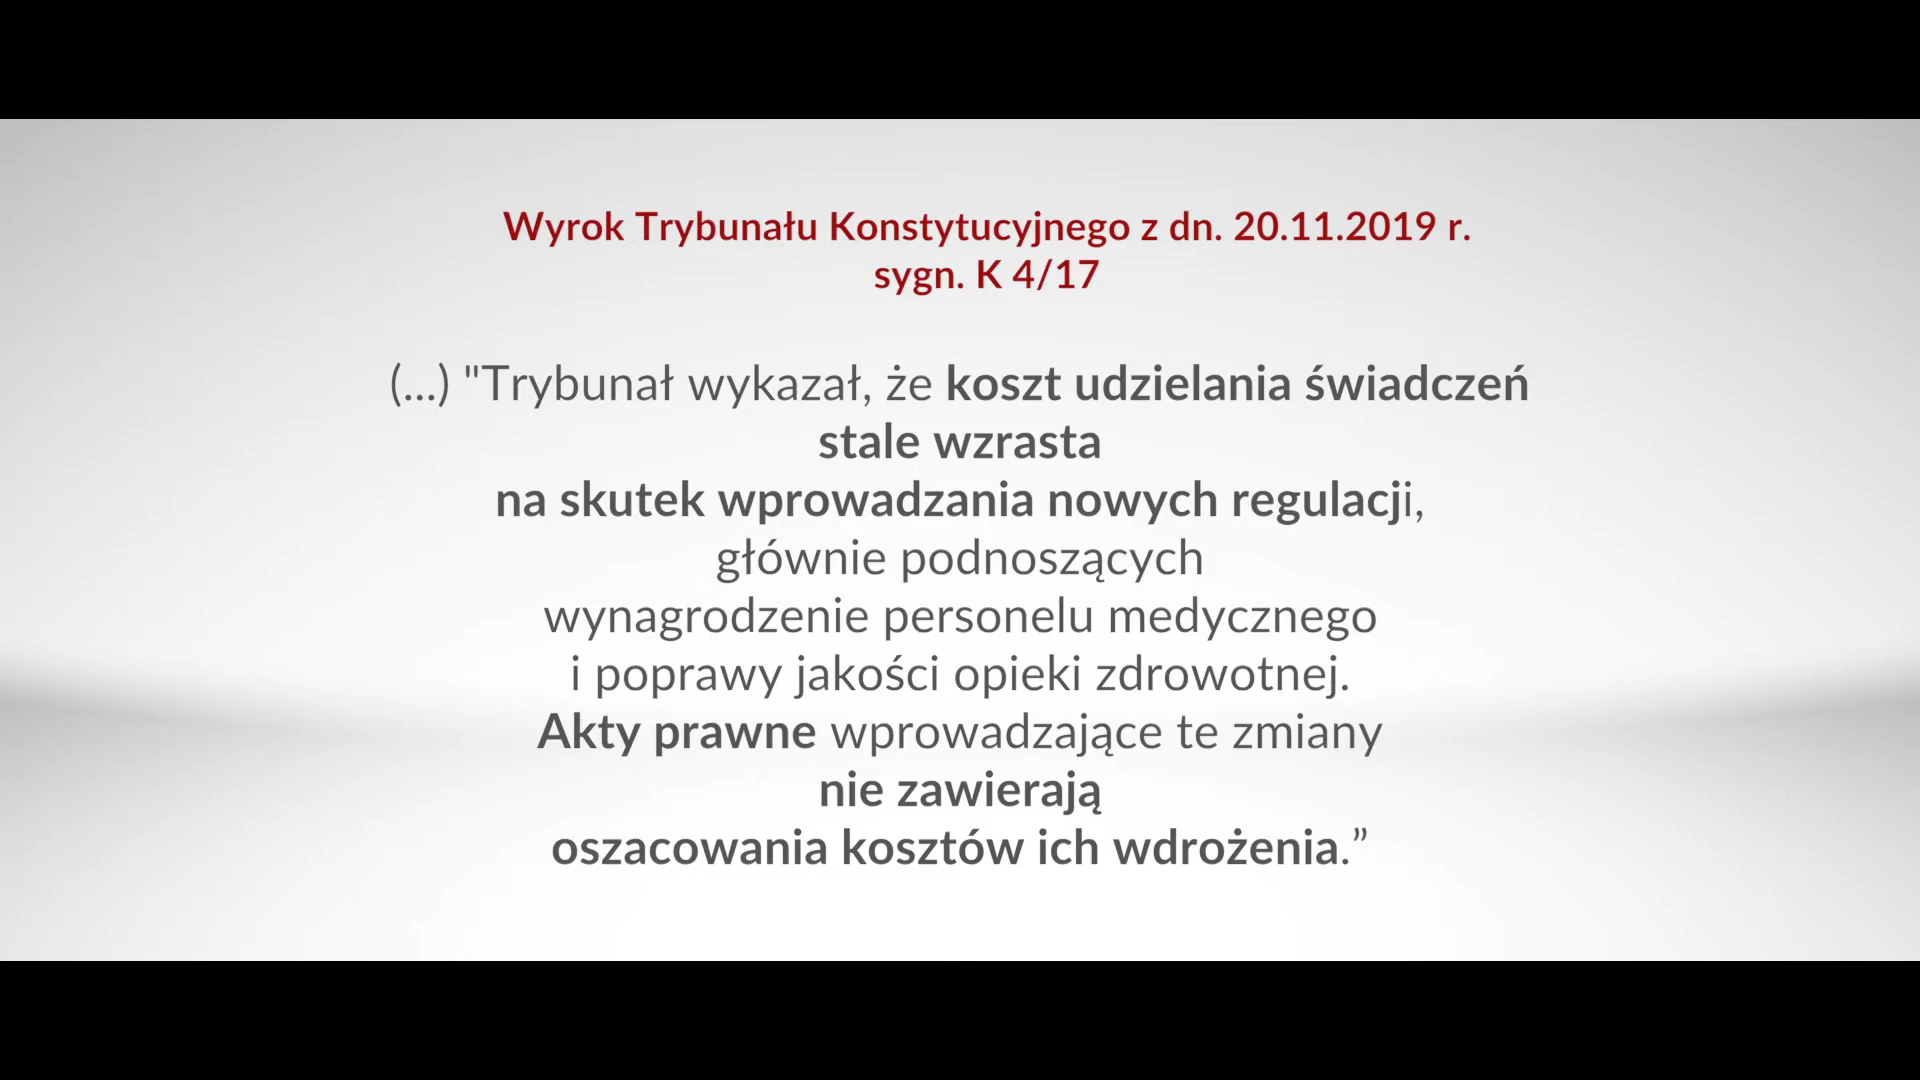 Wyrok Trybunału Konstytucyjnego z dn. 20.11.2019 r.
sygn. K 4/17
(...) "Trybunał wykazał, że koszt udzielania świadczeń
stale wzrasta
na skutek wprowadzania nowych regulacji,
głównie podnoszących
wynagrodzenie personelu medycznego
i poprawy jakości opieki zdrowotnej.
Akty prawne wprowadzające te zmiany
nie zawierają
oszacowania kosztów ich wdrożenia.”